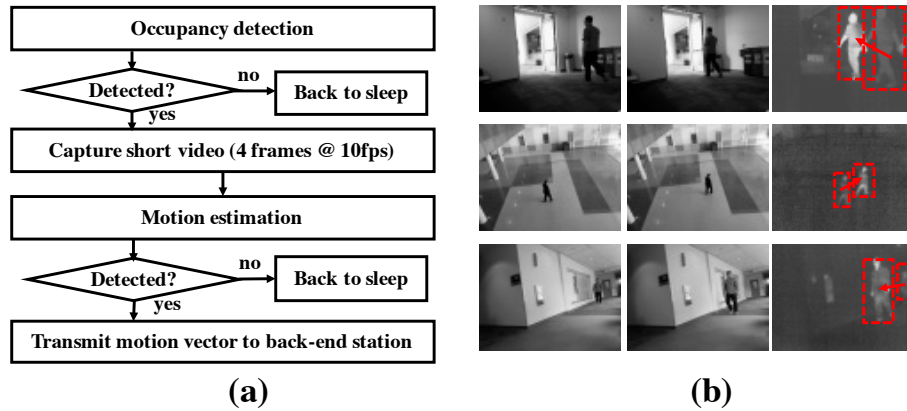 Occupancy detection
Detected?
no
Back to sleep
yes
Capture short video (4 frames @ 10fps)
Motion estimation
Detected?
no
Back to sleep
yes
Transmit motion vector to back-end station
(a)
(b)